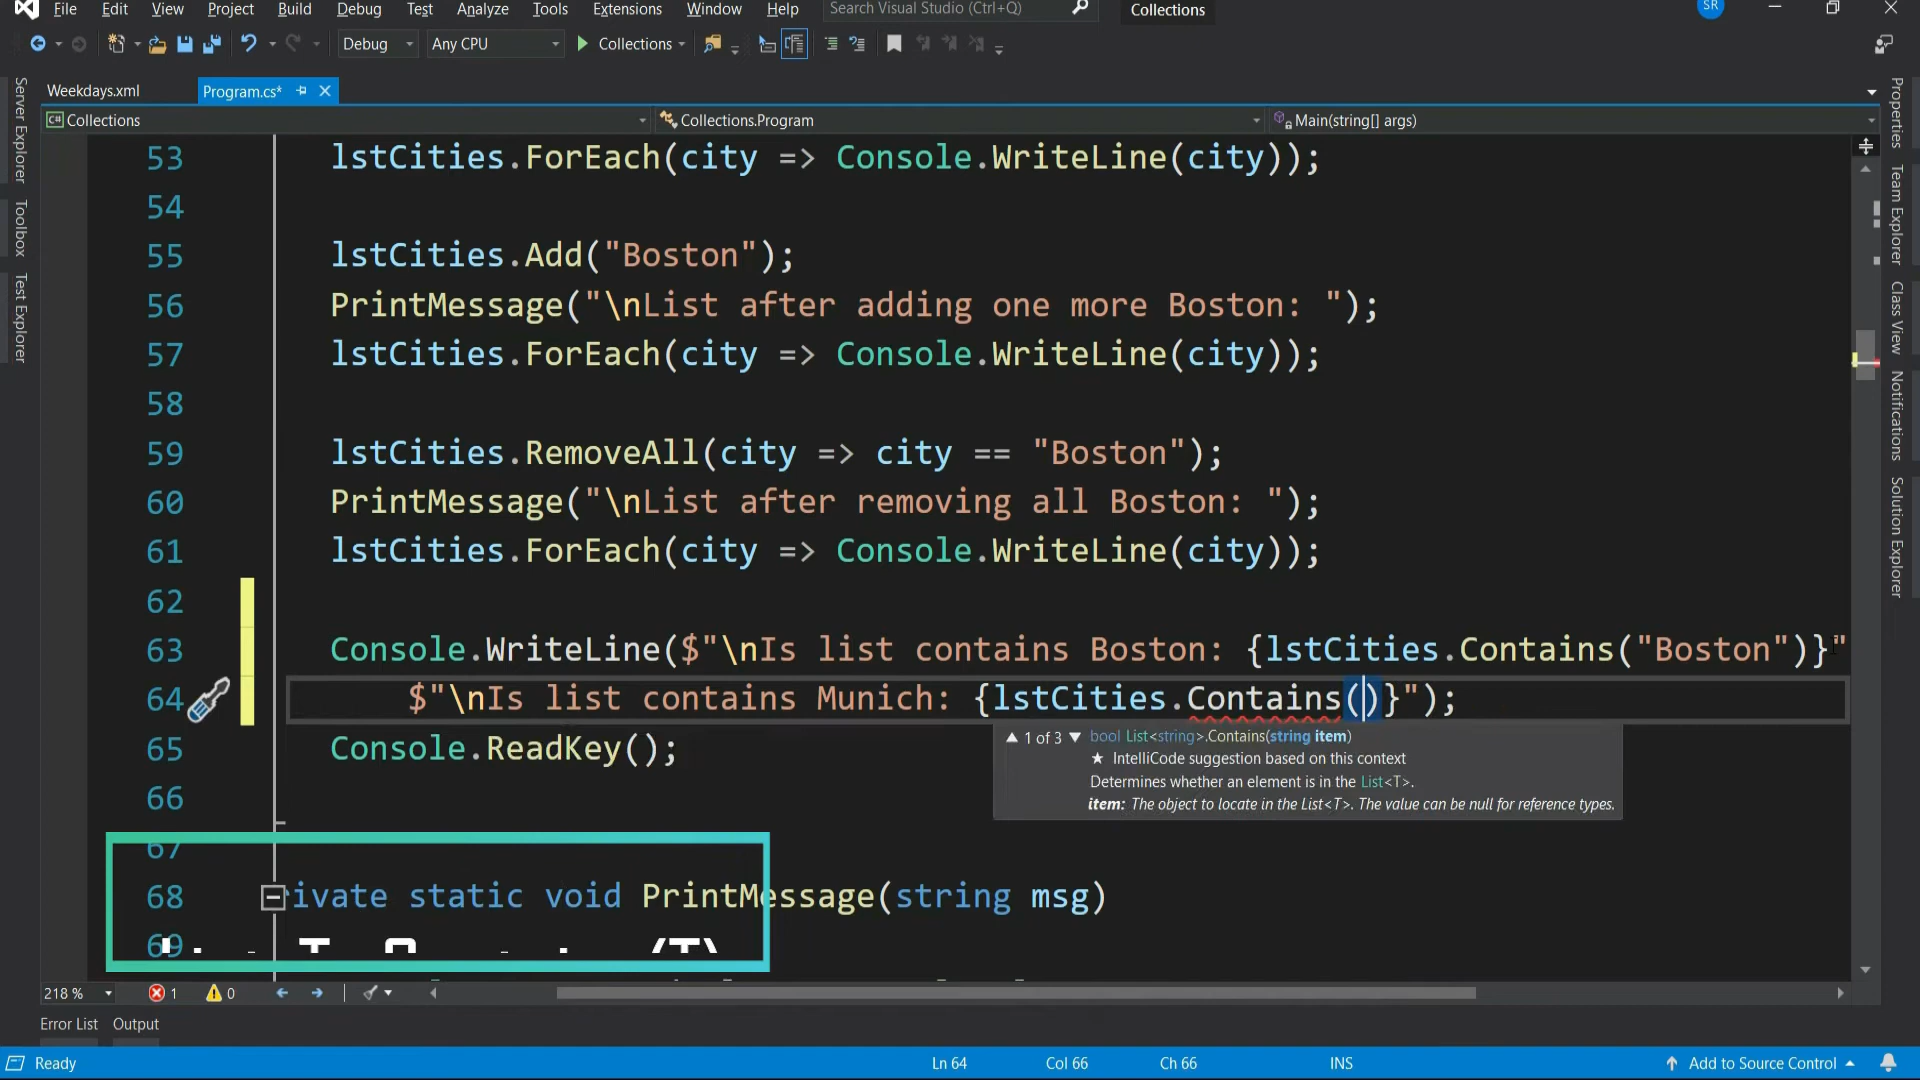 File Edit View Project Build Debug Test Analyze Tools Extensions Window Help Search Visual Studio (Ctrl+Q) Collections SR
Debug Any CPU Collections
Weekdays.xml Program.cs*
Collections Collections.Program Main(string[] args)
Server Explorer
Toolbox
Test Explorer
53 lstCities.ForEach(city => Console.WriteLine(city));
54
55 lstCities.Add("Boston");
56 PrintMessage("\nList after adding one more Boston: ");
57 lstCities.ForEach(city => Console.WriteLine(city));
58
59 lstCities.RemoveAll(city => city == "Boston");
60 PrintMessage("\nList after removing all Boston: ");
61 lstCities.ForEach(city => Console.WriteLine(city));
62
63 Console.WriteLine($"\nIs list contains Boston: {lstCities.Contains("Boston")}"
64 $"\nIs list contains Munich: {lstCities.Contains()}");
1 of 3 bool List<string>.Contains(string item)
★ IntelliCode suggestion based on this context
Determines whether an element is in the List<T>.
item: The object to locate in the List<T>. The value can be null for reference types.
65 Console.ReadKey();
66
67
68 rivate static void PrintMessage(string msg)
69
Properties
Team Explorer
Class View
Notifications
Solution Explorer
218 % 1 0
Error List Output
Ready Ln 64 Col 66 Ch 66 INS Add to Source Control